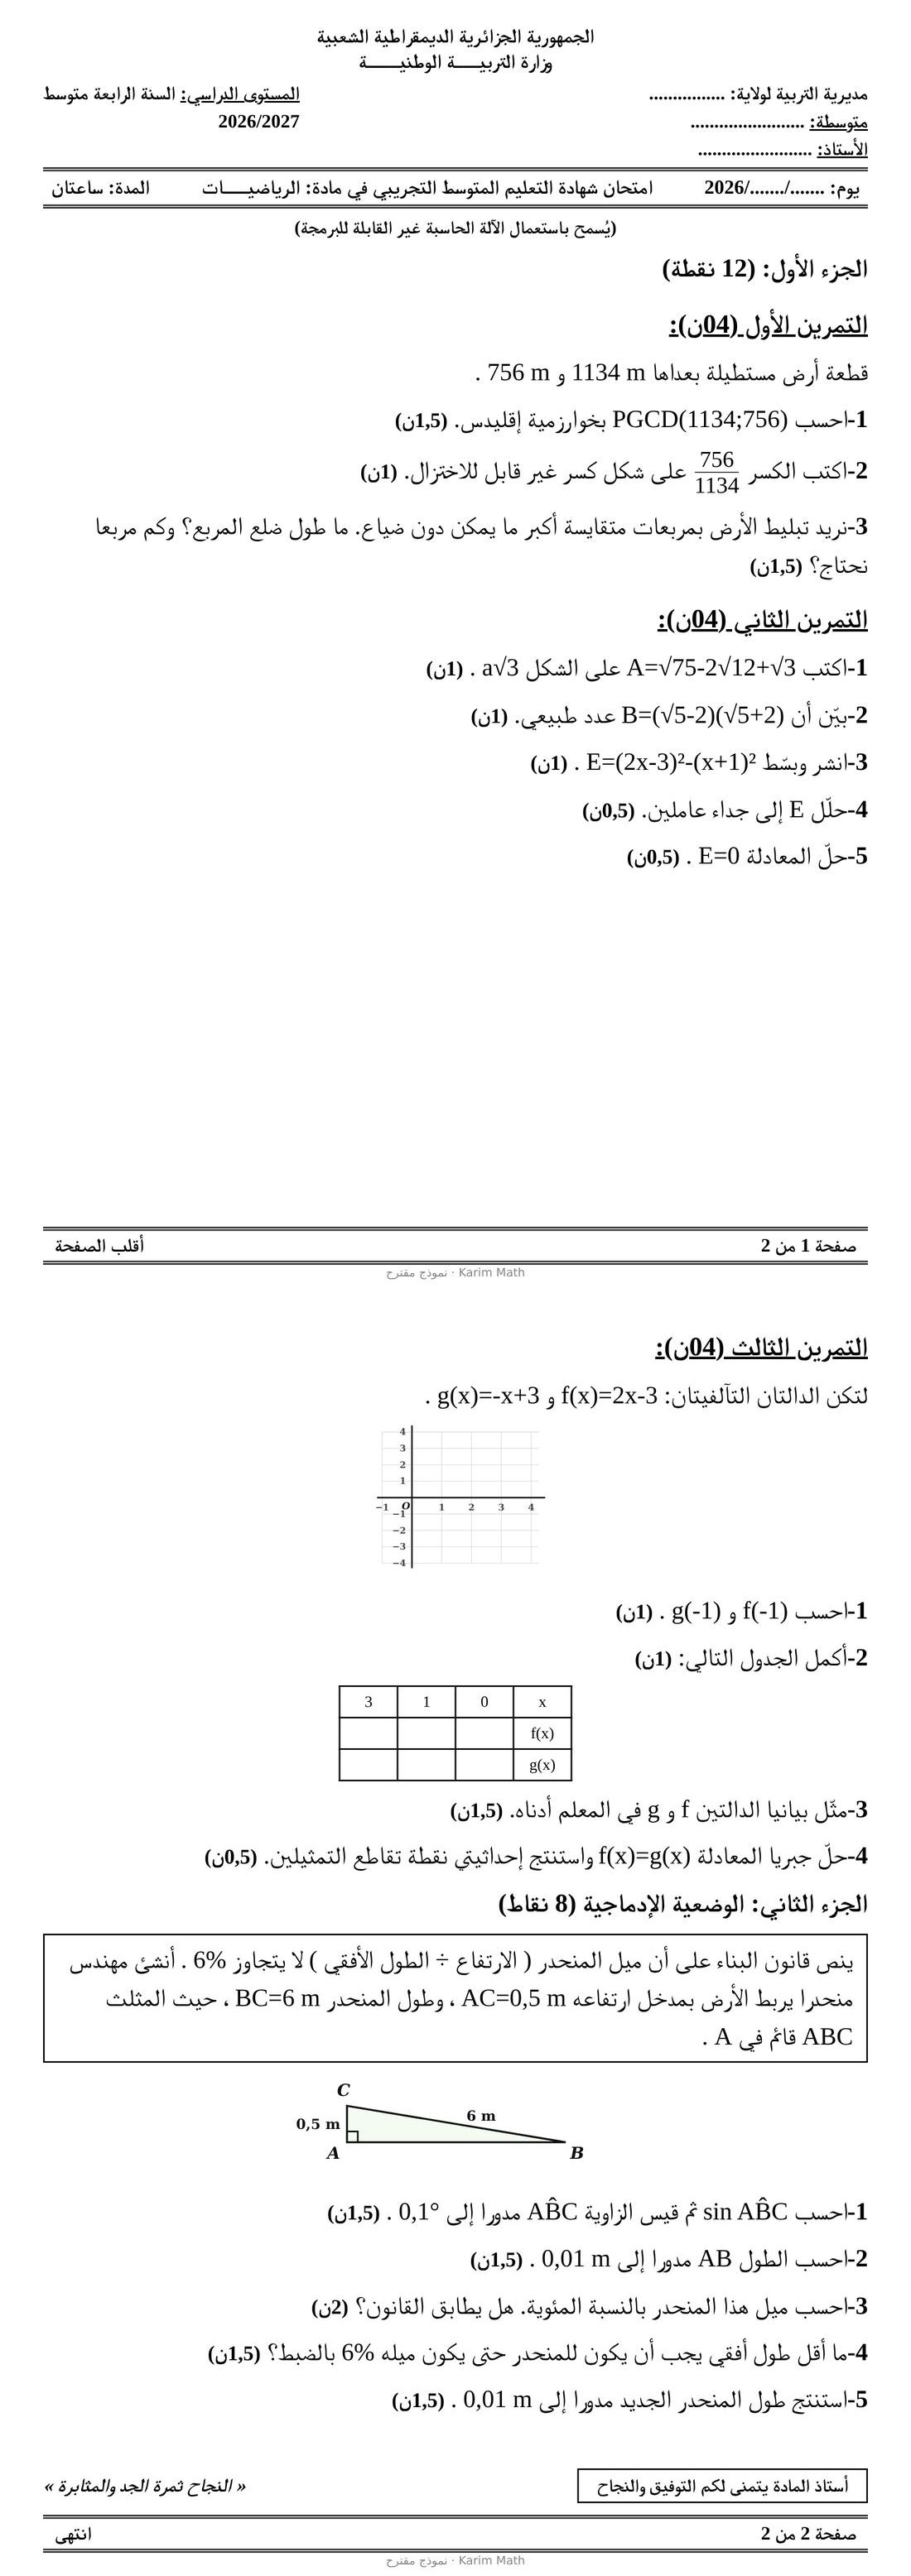 الجمهورية الجزائرية الديمقراطية الشعبية
وزارة التربيـــــة الوطنيــــــة
مديرية التربية لولاية: ................
المستوى الدراسي: السنة الرابعة متوسط
متوسطة: ........................
2026/2027
الأستاذ: ........................
يوم: ......./......./2026
امتحان شهادة التعليم المتوسط التجريبي في مادة: الرياضيـــــات
المدة: ساعتان
(يُسمح باستعمال الآلة الحاسبة غير القابلة للبرمجة)
الجزء الأول: (12 نقطة)
التمرين الأول (04ن):
قطعة أرض مستطيلة بعداها 1134 m و 756 m .
1-احسب PGCD(1134;756) بخوارزمية إقليدس. (1,5ن)
2-اكتب الكسر 756/1134 على شكل كسر غير قابل للاختزال. (1ن)
3-نريد تبليط الأرض بمربعات متقايسة أكبر ما يمكن دون ضياع. ما طول ضلع المربع؟ وكم مربعا
نحتاج؟ (1,5ن)
التمرين الثاني (04ن):
1-اكتب A=√75-2√12+√3 على الشكل a√3 . (1ن)
2-بيّن أن B=(√5-2)(√5+2) عدد طبيعي. (1ن)
3-انشر وبسّط E=(2x-3)²-(x+1)² . (1ن)
4-حلّل E إلى جداء عاملين. (0,5ن)
5-حلّ المعادلة E=0 . (0,5ن)
صفحة 1 من 2
أقلب الصفحة
Karim Math · نموذج مقترح
التمرين الثالث (04ن):
لتكن الدالتان التآلفيتان: f(x)=2x-3 و g(x)=-x+3 .
4
3
2
1
−1 O 1 2 3 4
−1
−2
−3
−4
1-احسب f(-1) و g(-1) . (1ن)
2-أكمل الجدول التالي: (1ن)
x 0 1 3
f(x)
g(x)
3-مثّل بيانيا الدالتين f و g في المعلم أدناه. (1,5ن)
4-حلّ جبريا المعادلة f(x)=g(x) واستنتج إحداثيتي نقطة تقاطع التمثيلين. (0,5ن)
الجزء الثاني: الوضعية الإدماجية (8 نقاط)
ينص قانون البناء على أن ميل المنحدر ( الارتفاع ÷ الطول الأفقي ) لا يتجاوز 6% . أنشئ مهندس
منحدرا يربط الأرض بمدخل ارتفاعه AC=0,5 m ، وطول المنحدر BC=6 m ، حيث المثلث
ABC قائم في A .
C
0,5 m
6 m
A
B
1-احسب sin AB̂C ثم قيس الزاوية AB̂C مدورا إلى 0,1° . (1,5ن)
2-احسب الطول AB مدورا إلى 0,01 m . (1,5ن)
3-احسب ميل هذا المنحدر بالنسبة المئوية. هل يطابق القانون؟ (2ن)
4-ما أقل طول أفقي يجب أن يكون للمنحدر حتى يكون ميله 6% بالضبط؟ (1,5ن)
5-استنتج طول المنحدر الجديد مدورا إلى 0,01 m . (1,5ن)
أستاذ المادة يتمنى لكم التوفيق والنجاح
« النجاح ثمرة الجد والمثابرة »
صفحة 2 من 2
انتهى
Karim Math · نموذج مقترح